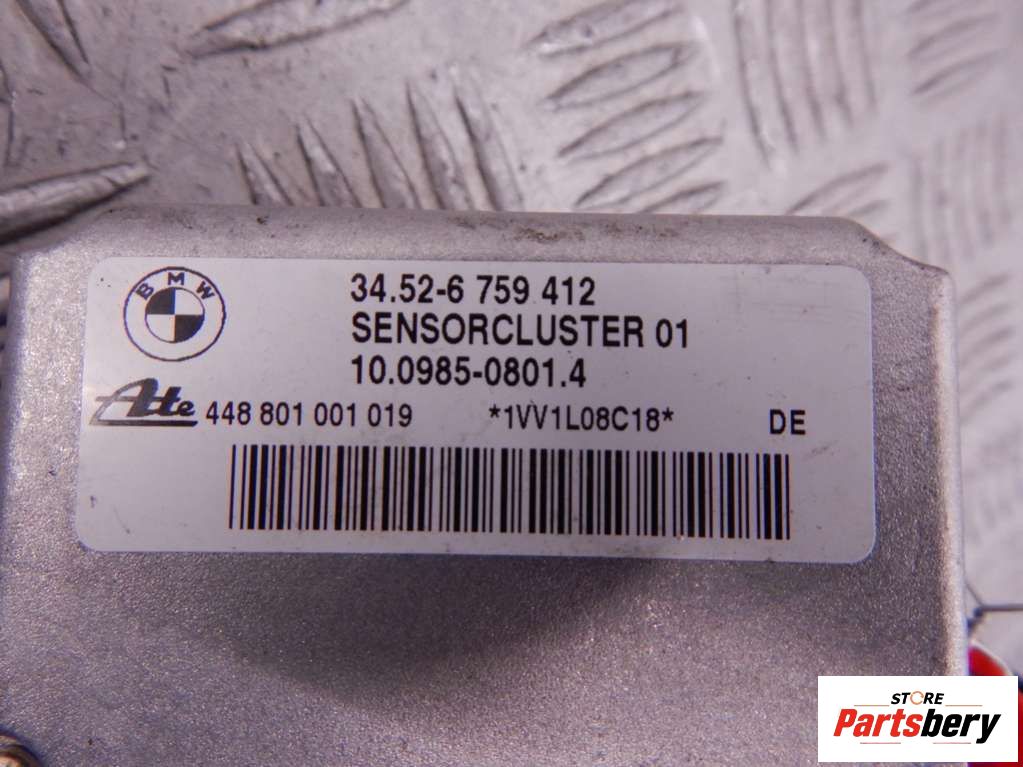 BMW
34.52-6 759 412
SENSORCLUSTER 01
10.0985-0801.4
Ate 448 801 001 019 *1VV1L08C18* DE
STORE
Partsbery